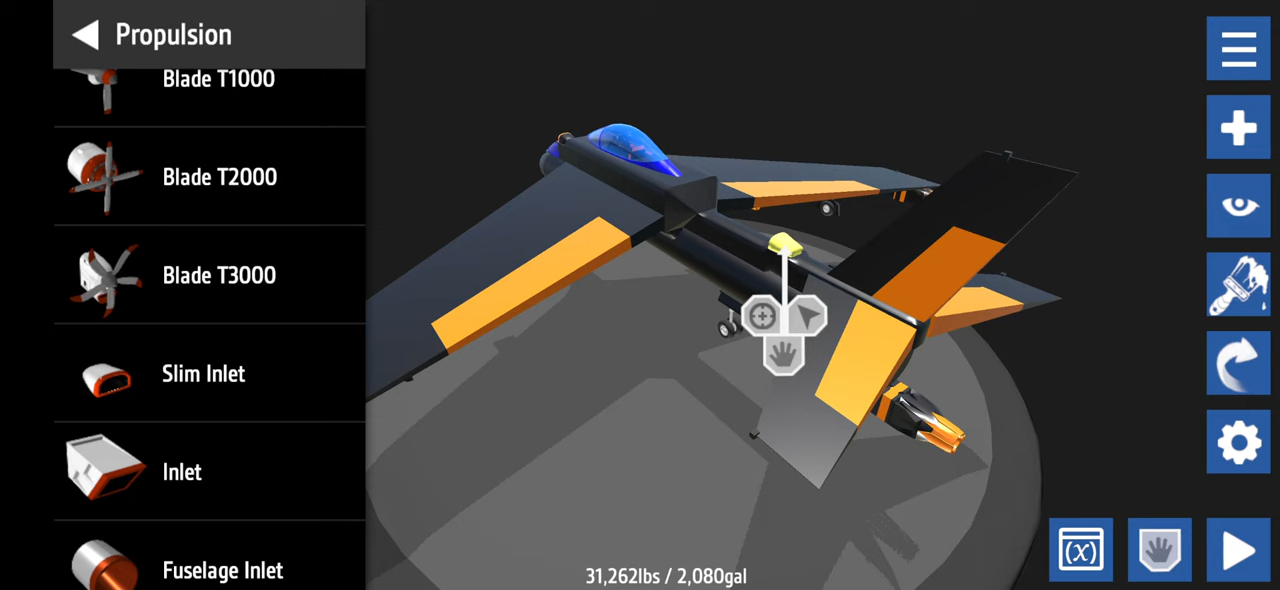 Propulsion
Blade T1000
Blade T2000
Blade T3000
Slim Inlet
Inlet
Fuselage Inlet
31,262lbs / 2,080gal
(x)